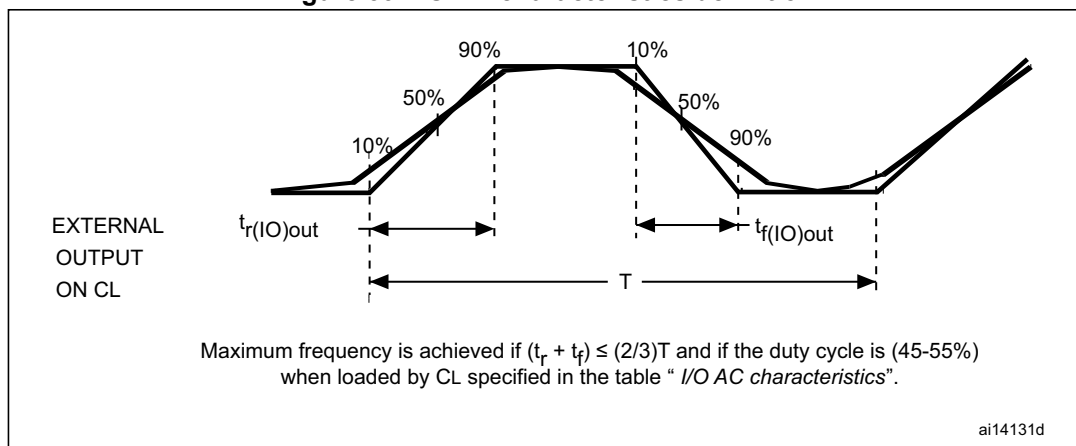 90%
10%
50%
50%
10%
90%
EXTERNAL
OUTPUT
ON CL
tr(IO)out
tf(IO)out
T
Maximum frequency is achieved if (tr + tf) ≤ (2/3)T and if the duty cycle is (45-55%)
when loaded by CL specified in the table “ I/O AC characteristics”.
ai14131d